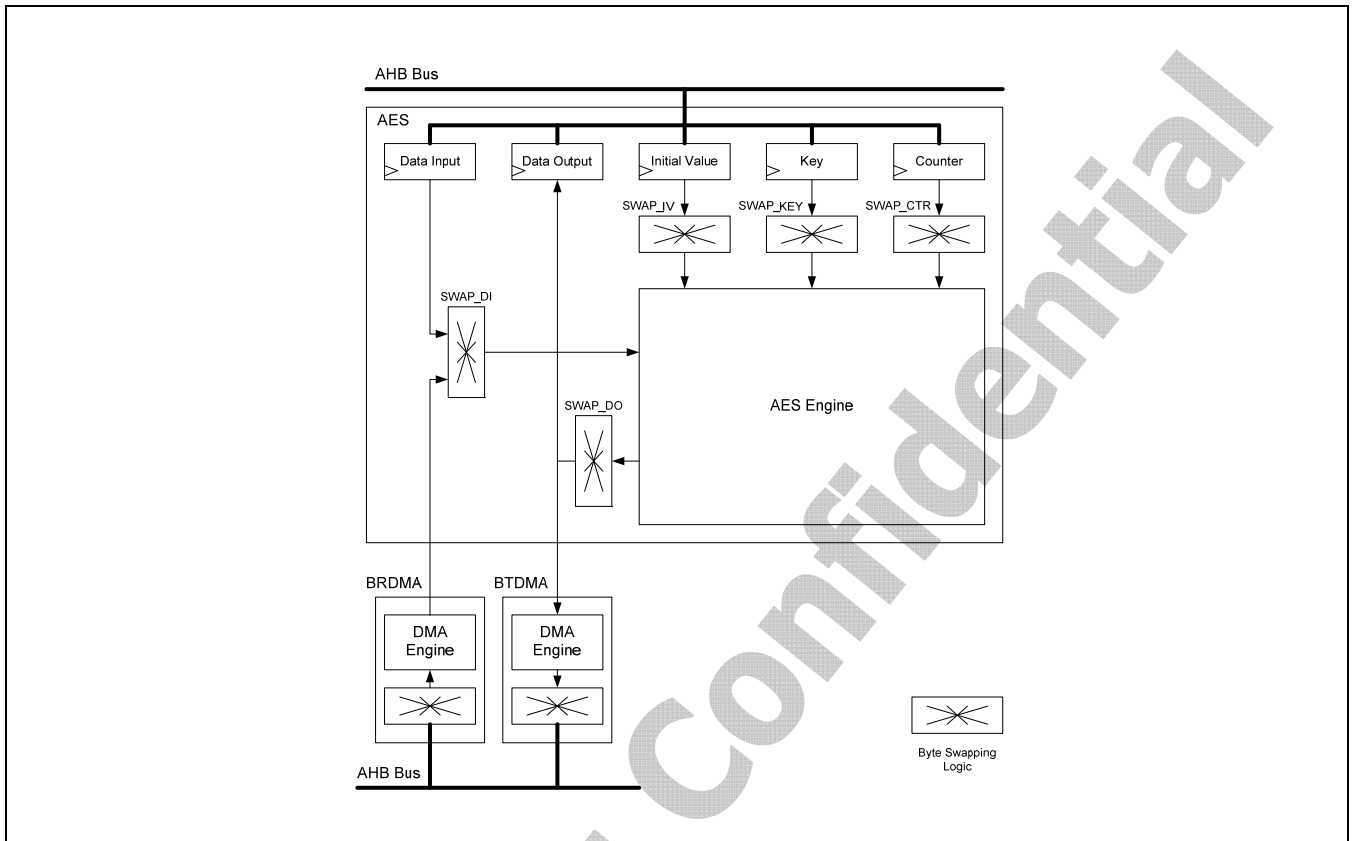 AHB Bus
AES
Data Input
Data Output
Initial Value
Key
Counter
SWAP_IV
SWAP_KEY
SWAP_CTR
SWAP_DI
SWAP_DO
AES Engine
BRDMA
BTDMA
DMA
Engine
DMA
Engine
Byte Swapping
Logic
AHB Bus
Confidential